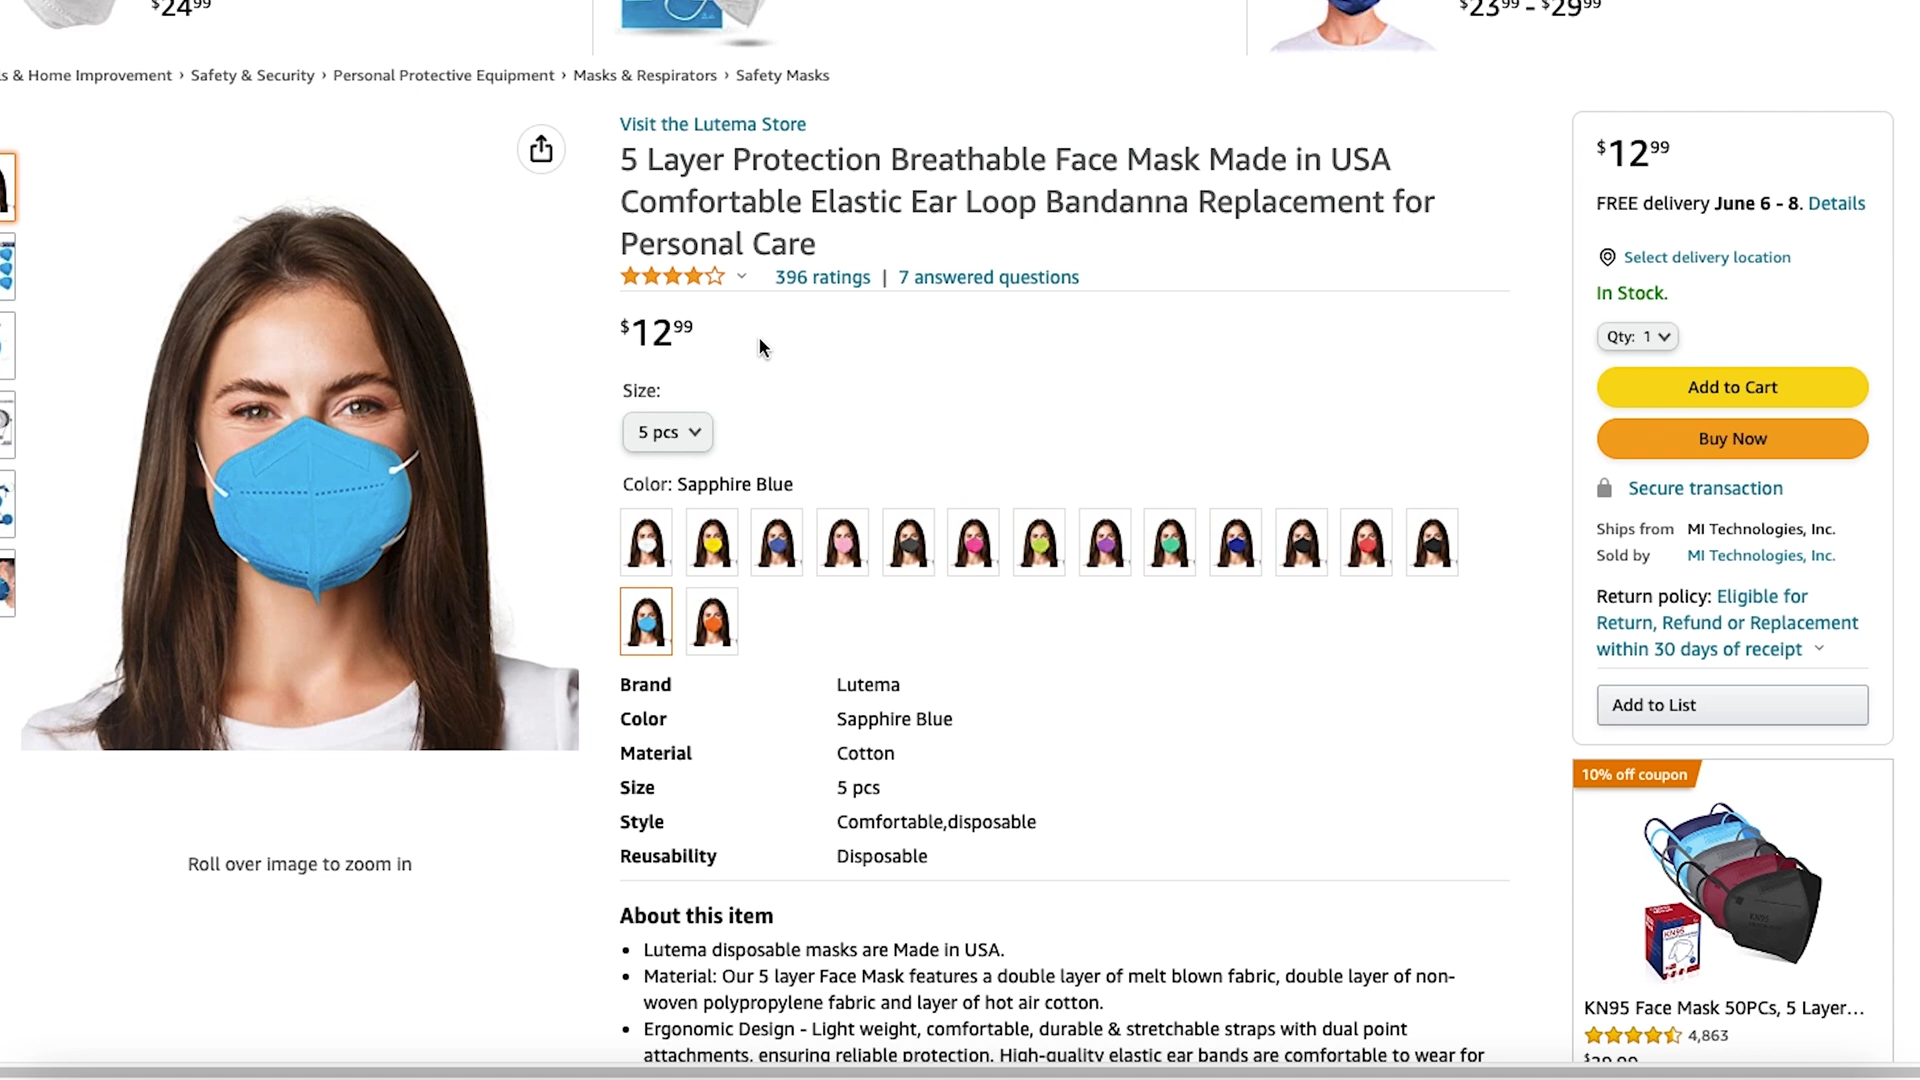 $24 99
$23 99 - $29 99
s & Home Improvement › Safety & Security › Personal Protective Equipment › Masks & Respirators › Safety Masks
Visit the Lutema Store
5 Layer Protection Breathable Face Mask Made in USA
Comfortable Elastic Ear Loop Bandanna Replacement for
Personal Care
396 ratings | 7 answered questions
$12 99
Size:
5 pcs
Color: Sapphire Blue
Brand Lutema
Color Sapphire Blue
Material Cotton
Size 5 pcs
Style Comfortable,disposable
Reusability Disposable
About this item
• Lutema disposable masks are Made in USA.
• Material: Our 5 layer Face Mask features a double layer of melt blown fabric, double layer of non-
woven polypropylene fabric and layer of hot air cotton.
• Ergonomic Design - Light weight, comfortable, durable & stretchable straps with dual point
attachments, ensuring reliable protection. High-quality elastic ear bands are comfortable to wear for
Roll over image to zoom in
$12 99
FREE delivery June 6 - 8. Details
Select delivery location
In Stock.
Qty: 1
Add to Cart
Buy Now
Secure transaction
Ships from MI Technologies, Inc.
Sold by MI Technologies, Inc.
Return policy: Eligible for
Return, Refund or Replacement
within 30 days of receipt
Add to List
10% off coupon
KN95
KN95 Face Mask 50PCs, 5 Layer...
4,863